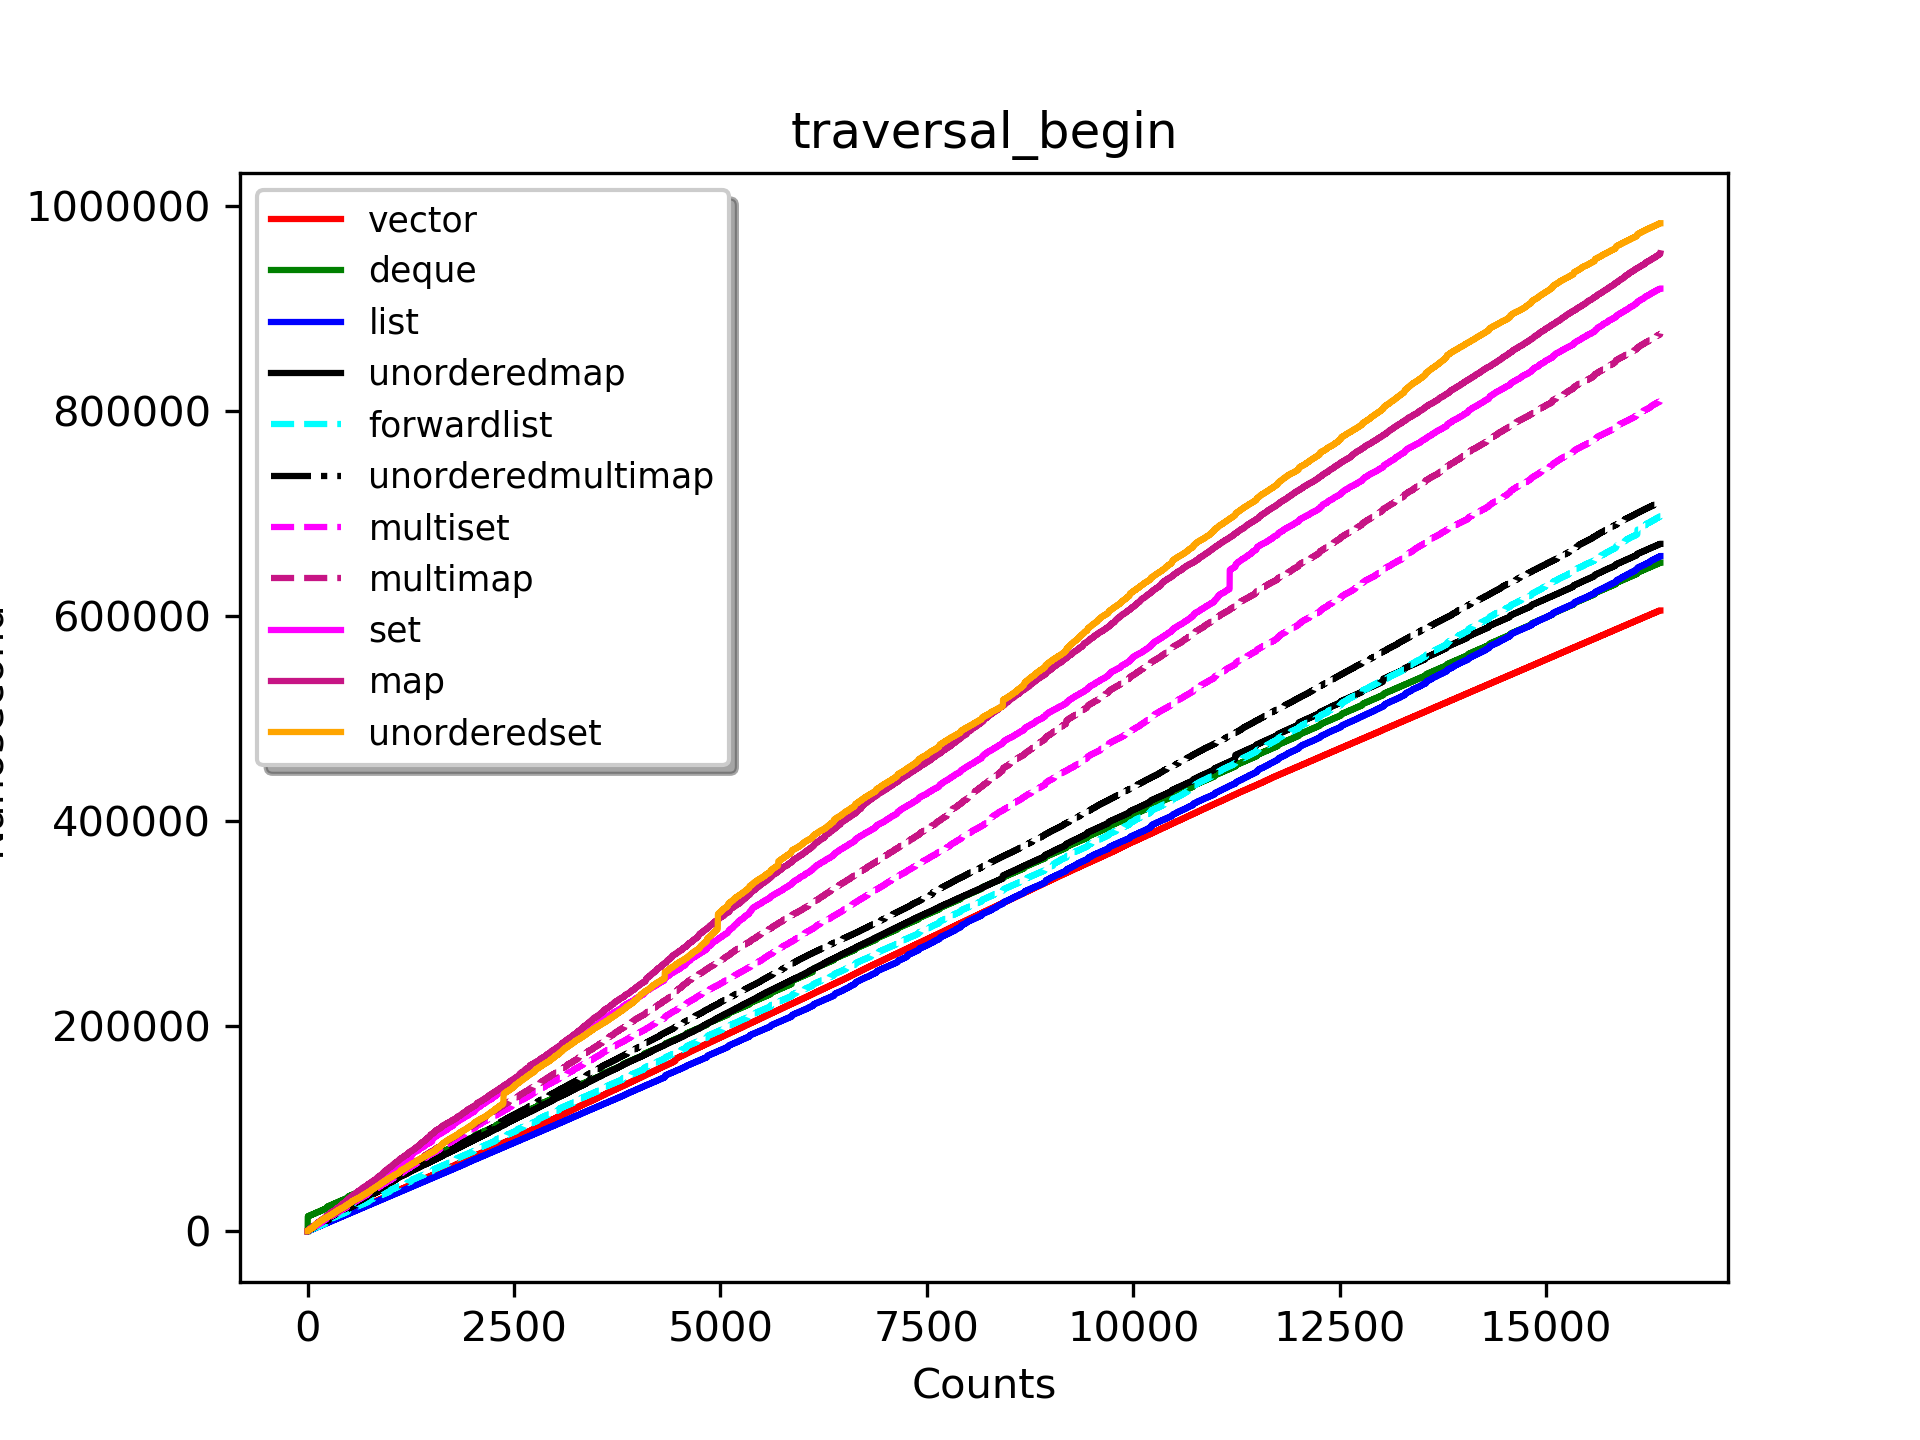 traversal_begin
1000000
800000
600000
400000
200000
0
vector
deque
list
unorderedmap
forwardlist
unorderedmultimap
multiset
multimap
set
map
unorderedset
0 2500 5000 7500 10000 12500 15000
Counts